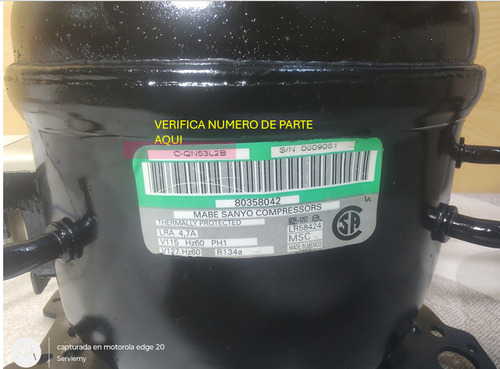 VERIFICA NUMERO DE PARTE
AQUI
C-QN53L2B S/N 0609061
80358042
MABE SANYO COMPRESSORS
THERMALLY PROTECTED
LRA 4,7A LR58424
V115 Hz60 PH1 MSC
V127 Hz60 R134a MADE IN MEXICO
capturada en motorola edge 20
Serviemy